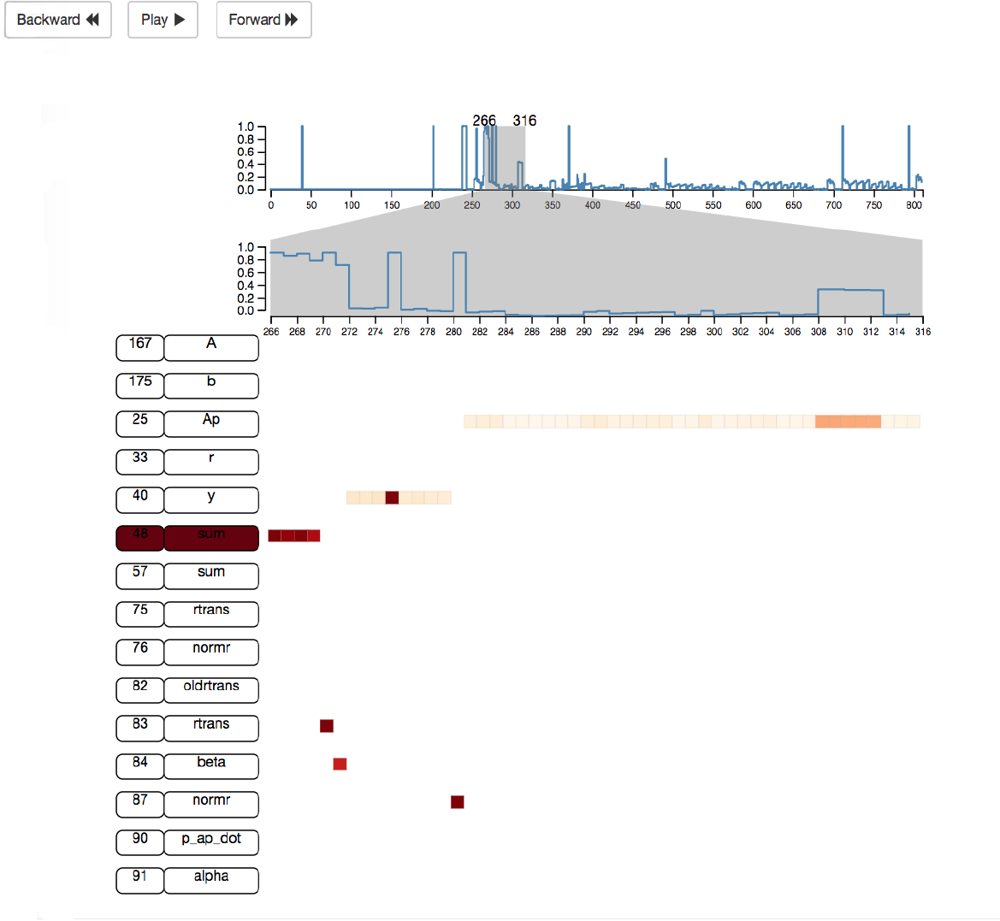 Backward Play Forward
266 316
1.0
0.8
0.6
0.4
0.2
0.0
0 50 100 150 200 250 300 350 400 450 500 550 600 650 700 750 800
1.0
0.8
0.6
0.4
0.2
0.0
266 268 270 272 274 276 278 280 282 284 286 288 290 292 294 296 298 300 302 304 306 308 310 312 314 316
167 A
175 b
25 Ap
33 r
40 y
48 sum
57 sum
75 rtrans
76 normr
82 oldrtrans
83 rtrans
84 beta
87 normr
90 p_ap_dot
91 alpha